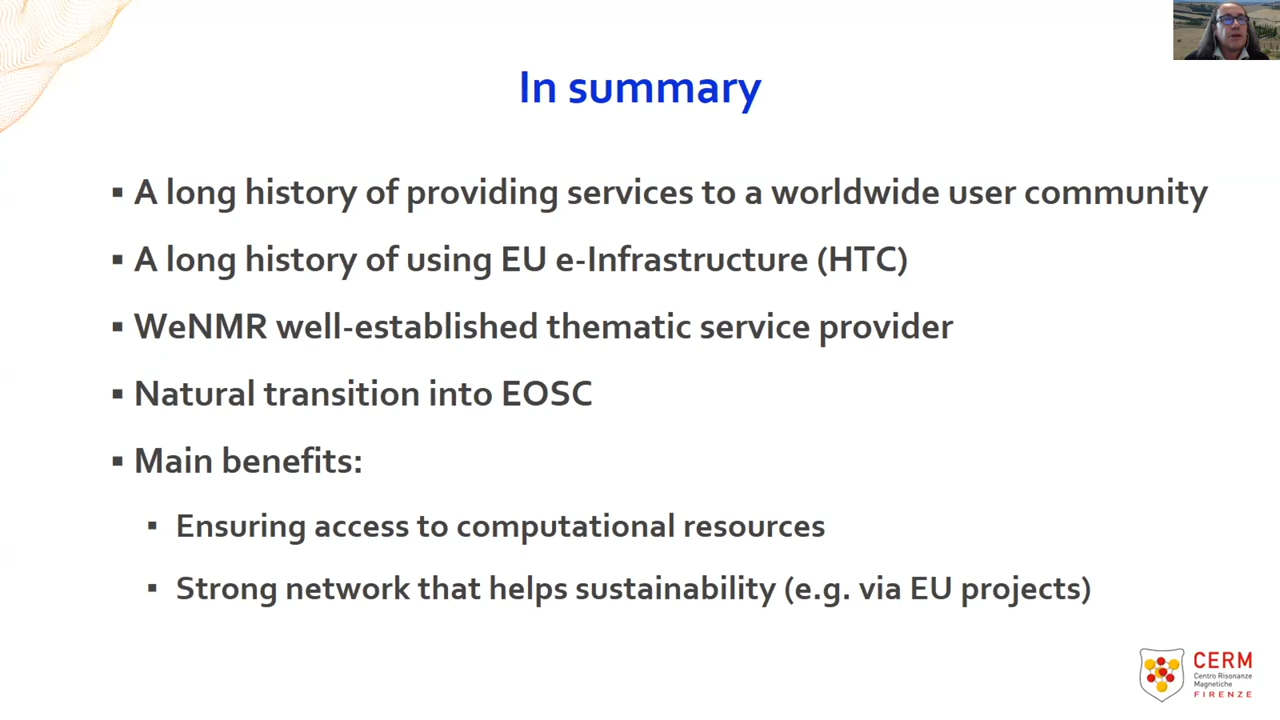 In summary
▪ A long history of providing services to a worldwide user community
▪ A long history of using EU e-Infrastructure (HTC)
▪ WeNMR well-established thematic service provider
▪ Natural transition into EOSC
▪ Main benefits:
▪ Ensuring access to computational resources
▪ Strong network that helps sustainability (e.g. via EU projects)
CERM
Centro Risonanze
Magnetiche
FIRENZE